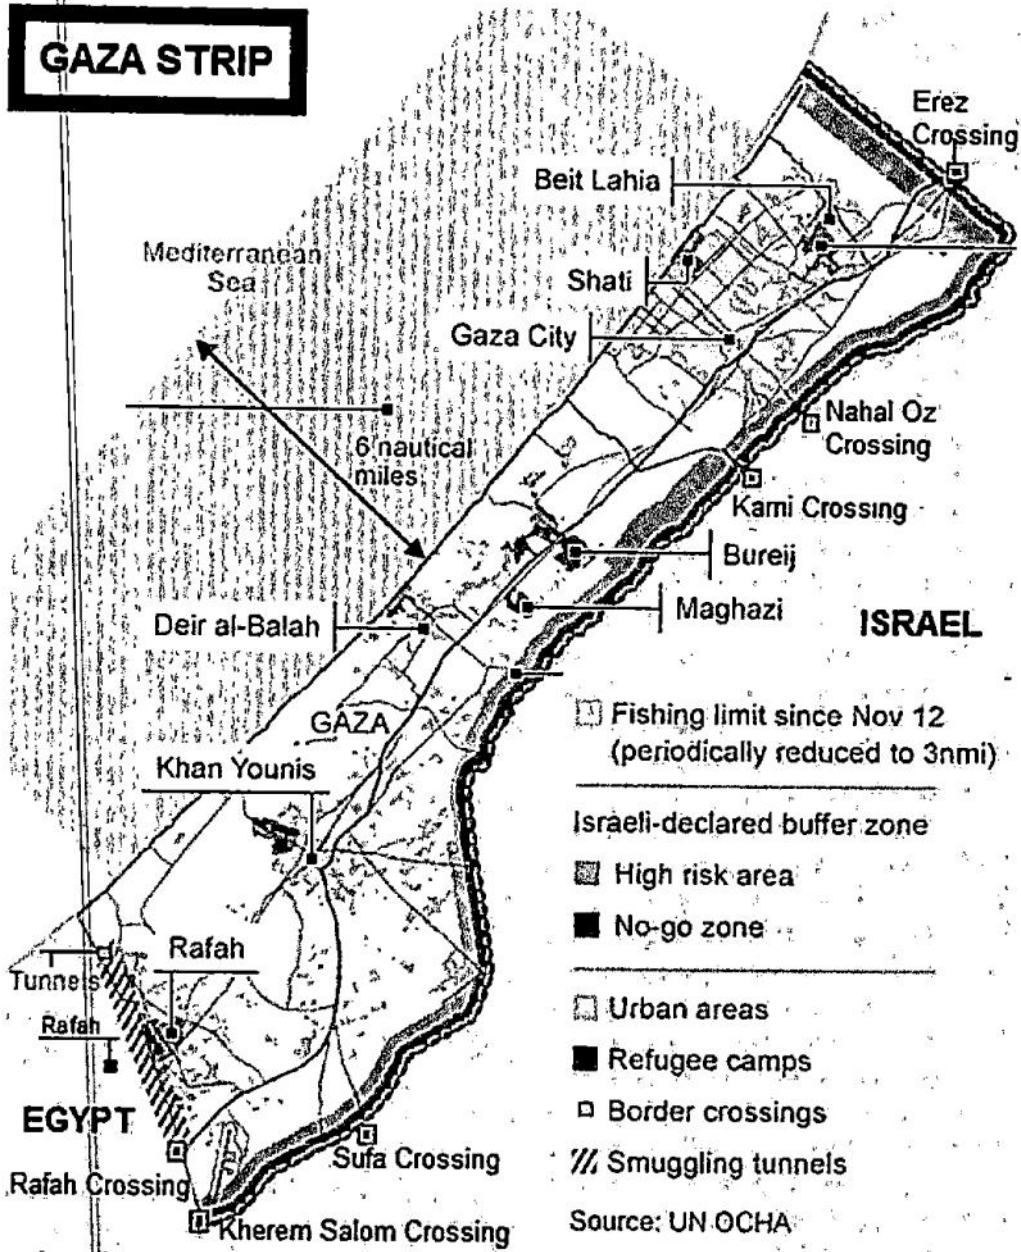 GAZA STRIP
Erez
Crossing
Beit Lahia
Mediterranean
Sea
Shati
Gaza City
6 nautical
miles
Nahal Oz
Crossing
Karni Crossing
Bureij
Maghazi
ISRAEL
Deir al-Balah
GAZA
Khan Younis
Fishing limit since Nov 12
(periodically reduced to 3nmi)
Israeli-declared buffer zone
High risk area
No-go zone
Rafah
Tunnels
Rafah
Urban areas
Refugee camps
Border crossings
Smuggling tunnels
EGYPT
Rafah Crossing
Sufa Crossing
Kherem Salom Crossing
Source: UN OCHA